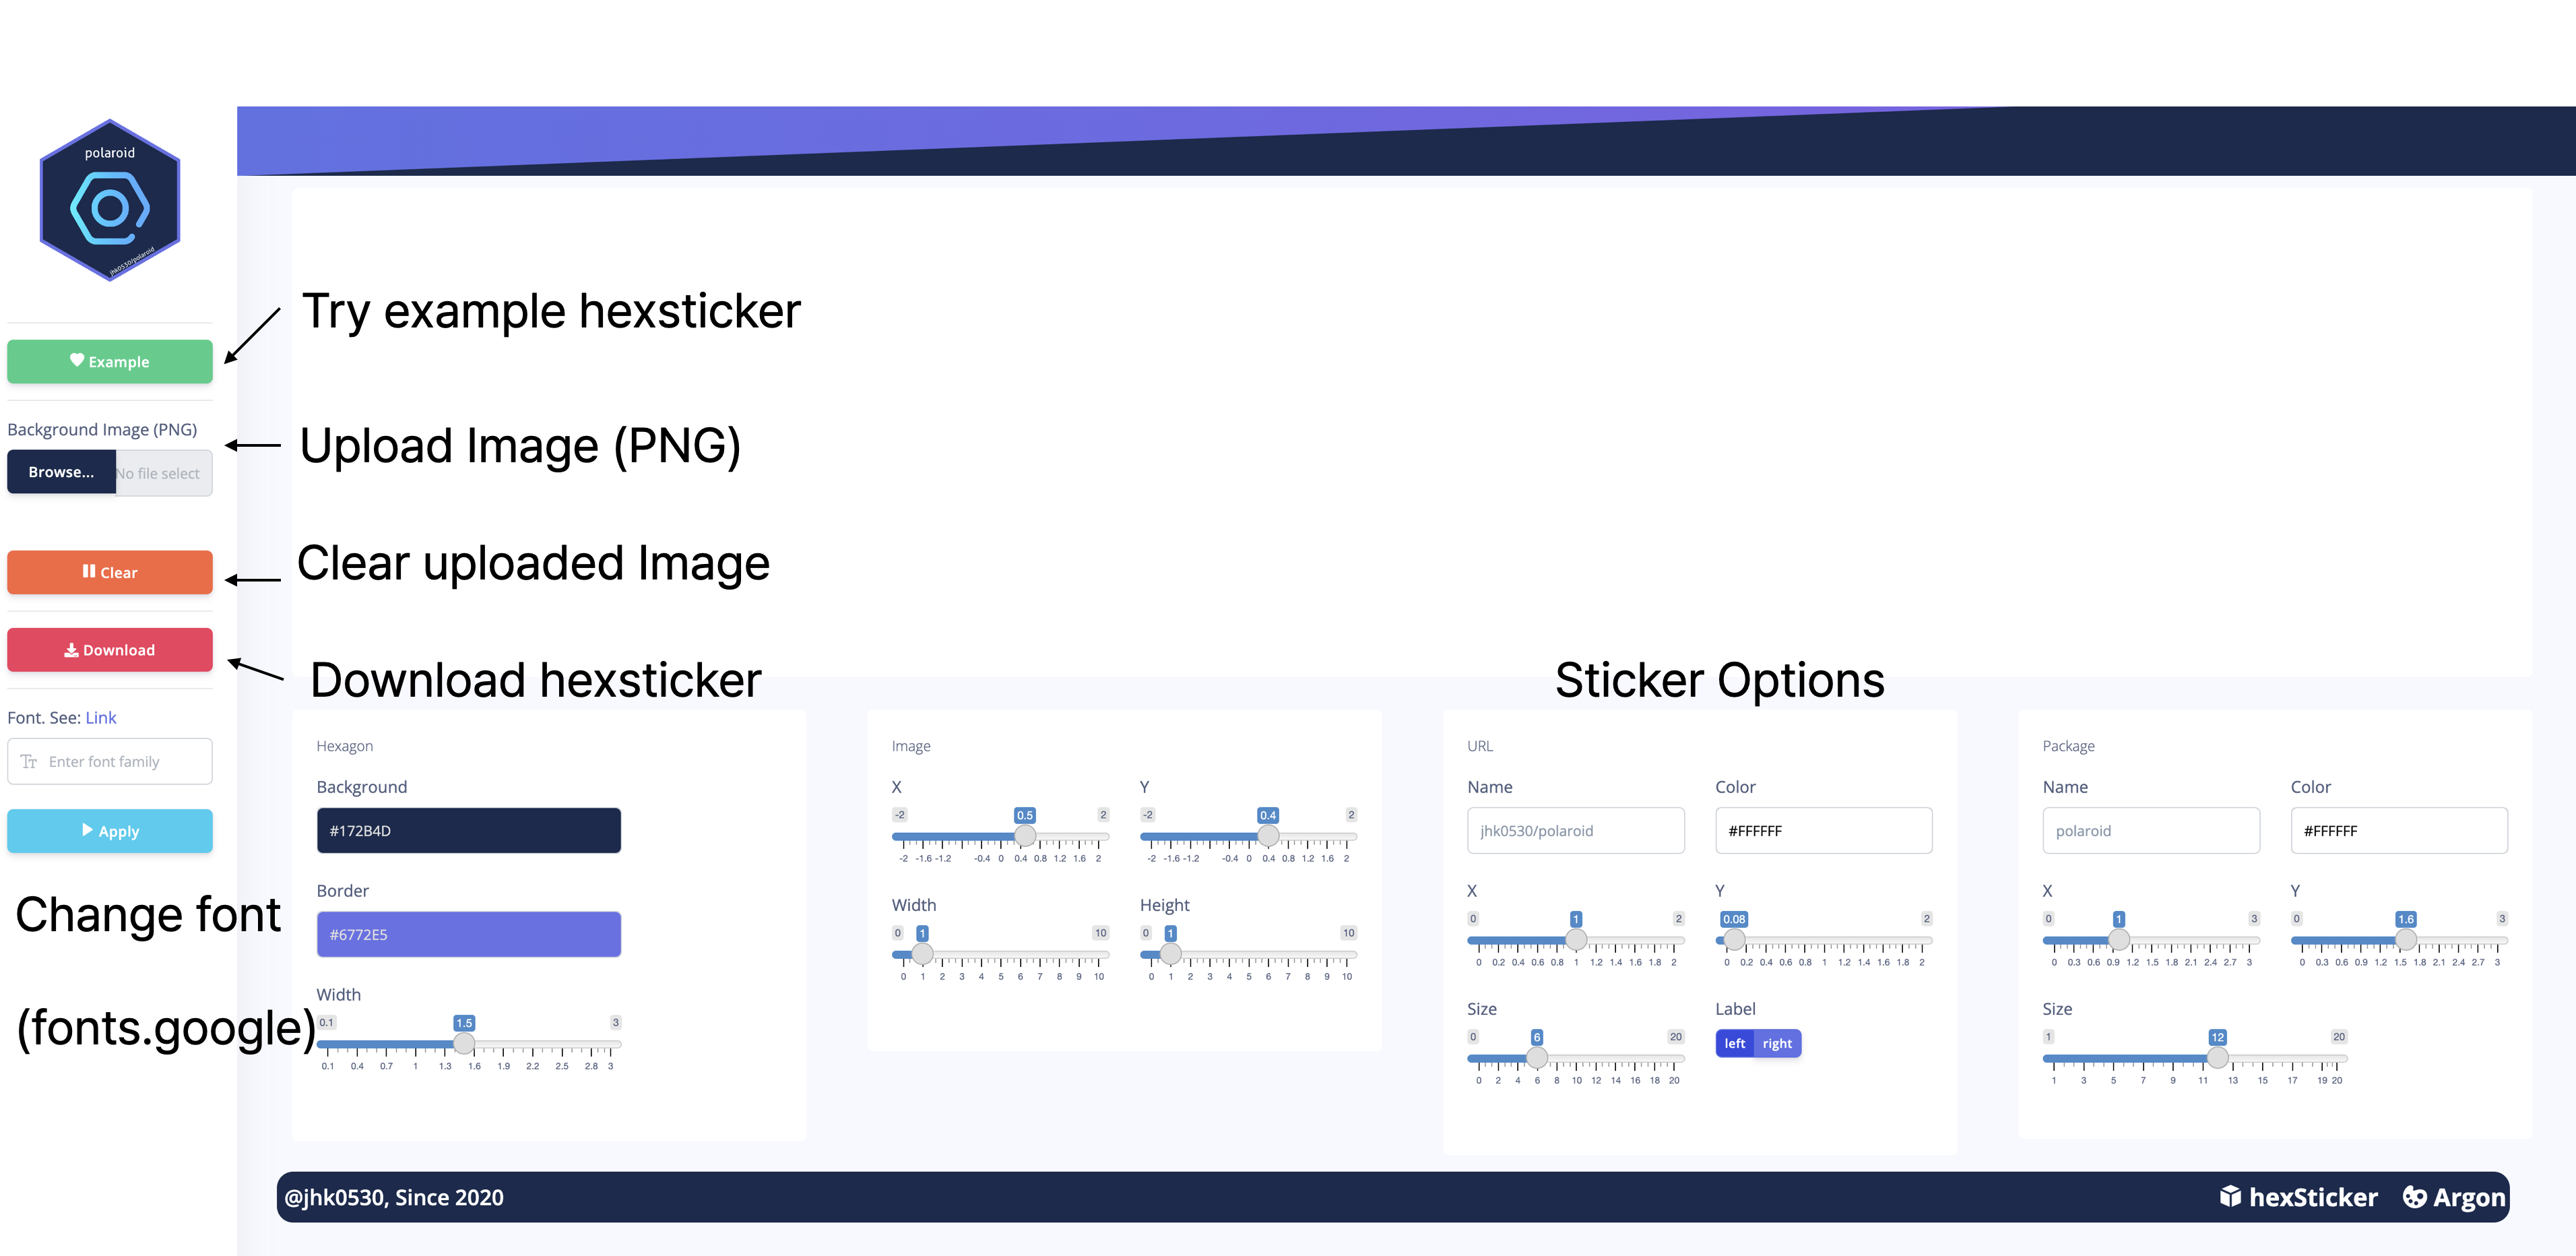 polaroid
jhk0530/polaroid
Example
Background Image (PNG)
Browse...
No file select
Clear
Download
Font. See: Link
Enter font family
Apply
Change font
(fonts.google)
Try example hexsticker
Upload Image (PNG)
Clear uploaded Image
Download hexsticker
Sticker Options
Hexagon
Background
#172B4D
Border
#6772E5
Width
0.1 1.5 3
0.1 0.4 0.7 1 1.3 1.6 1.9 2.2 2.5 2.8 3
Image
X
-2 0.5 2
-2 -1.6 -1.2 -0.4 0 0.4 0.8 1.2 1.6 2
Y
-2 0.4 2
-2 -1.6 -1.2 -0.4 0 0.4 0.8 1.2 1.6 2
Width
0 1 10
0 1 2 3 4 5 6 7 8 9 10
Height
0 1 10
0 1 2 3 4 5 6 7 8 9 10
URL
Name
jhk0530/polaroid
Color
#FFFFFF
X
0 1 2
0 0.2 0.4 0.6 0.8 1 1.2 1.4 1.6 1.8 2
Y
0.08 2
0 0.2 0.4 0.6 0.8 1 1.2 1.4 1.6 1.8 2
Size
0 6 20
0 2 4 6 8 10 12 14 16 18 20
Label
left right
Package
Name
polaroid
Color
#FFFFFF
X
0 1 3
0 0.3 0.6 0.9 1.2 1.5 1.8 2.1 2.4 2.7 3
Y
0 1.6 3
0 0.3 0.6 0.9 1.2 1.5 1.8 2.1 2.4 2.7 3
Size
1 12 20
1 3 5 7 9 11 13 15 17 19 20
@jhk0530, Since 2020
hexSticker
Argon